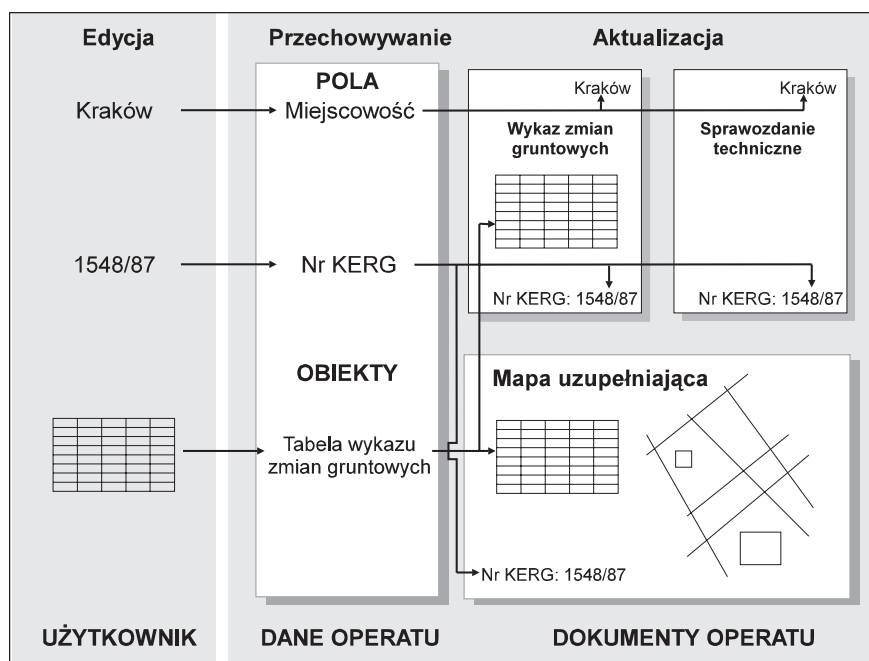 Edycja
Przechowywanie
Aktualizacja
POLA
Kraków
Miejscowość
Kraków
Kraków
Wykaz zmian
gruntowych
Sprawozdanie
techniczne
1548/87
Nr KERG
Nr KERG: 1548/87
Nr KERG: 1548/87
OBIEKTY
Mapa uzupełniająca
Tabela wykazu
zmian gruntowych
Nr KERG: 1548/87
UŻYTKOWNIK
DANE OPERATU
DOKUMENTY OPERATU